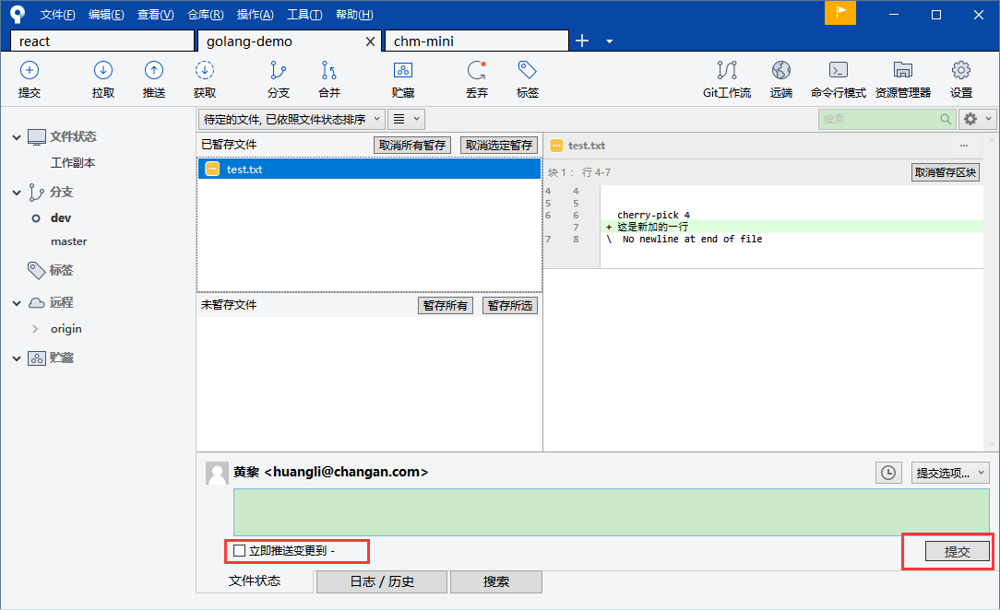 文件(F) 编辑(E) 查看(V) 仓库(R) 操作(A) 工具(T) 帮助(H)
react golang-demo chm-mini
提交 拉取 推送 获取 分支 合并 贮藏 丢弃 标签 Git工作流 远端 命令行模式 资源管理器 设置
待定的文件, 已依照文件状态排序 搜索
文件状态
工作副本
分支
dev
master
标签
远程
origin
贮藏
已暂存文件 取消所有暂存 取消选定暂存
test.txt
未暂存文件 暂存所有 暂存所选
test.txt ...
块 1： 行 4-7 取消暂存区块
4 4
5 5
6 6 cherry-pick 4
7 + 这是新加的一行
7 8 \ No newline at end of file
黄黎 <huangli@changan.com> 提交选项...
立即推送变更到 - 提交
文件状态 日志 / 历史 搜索